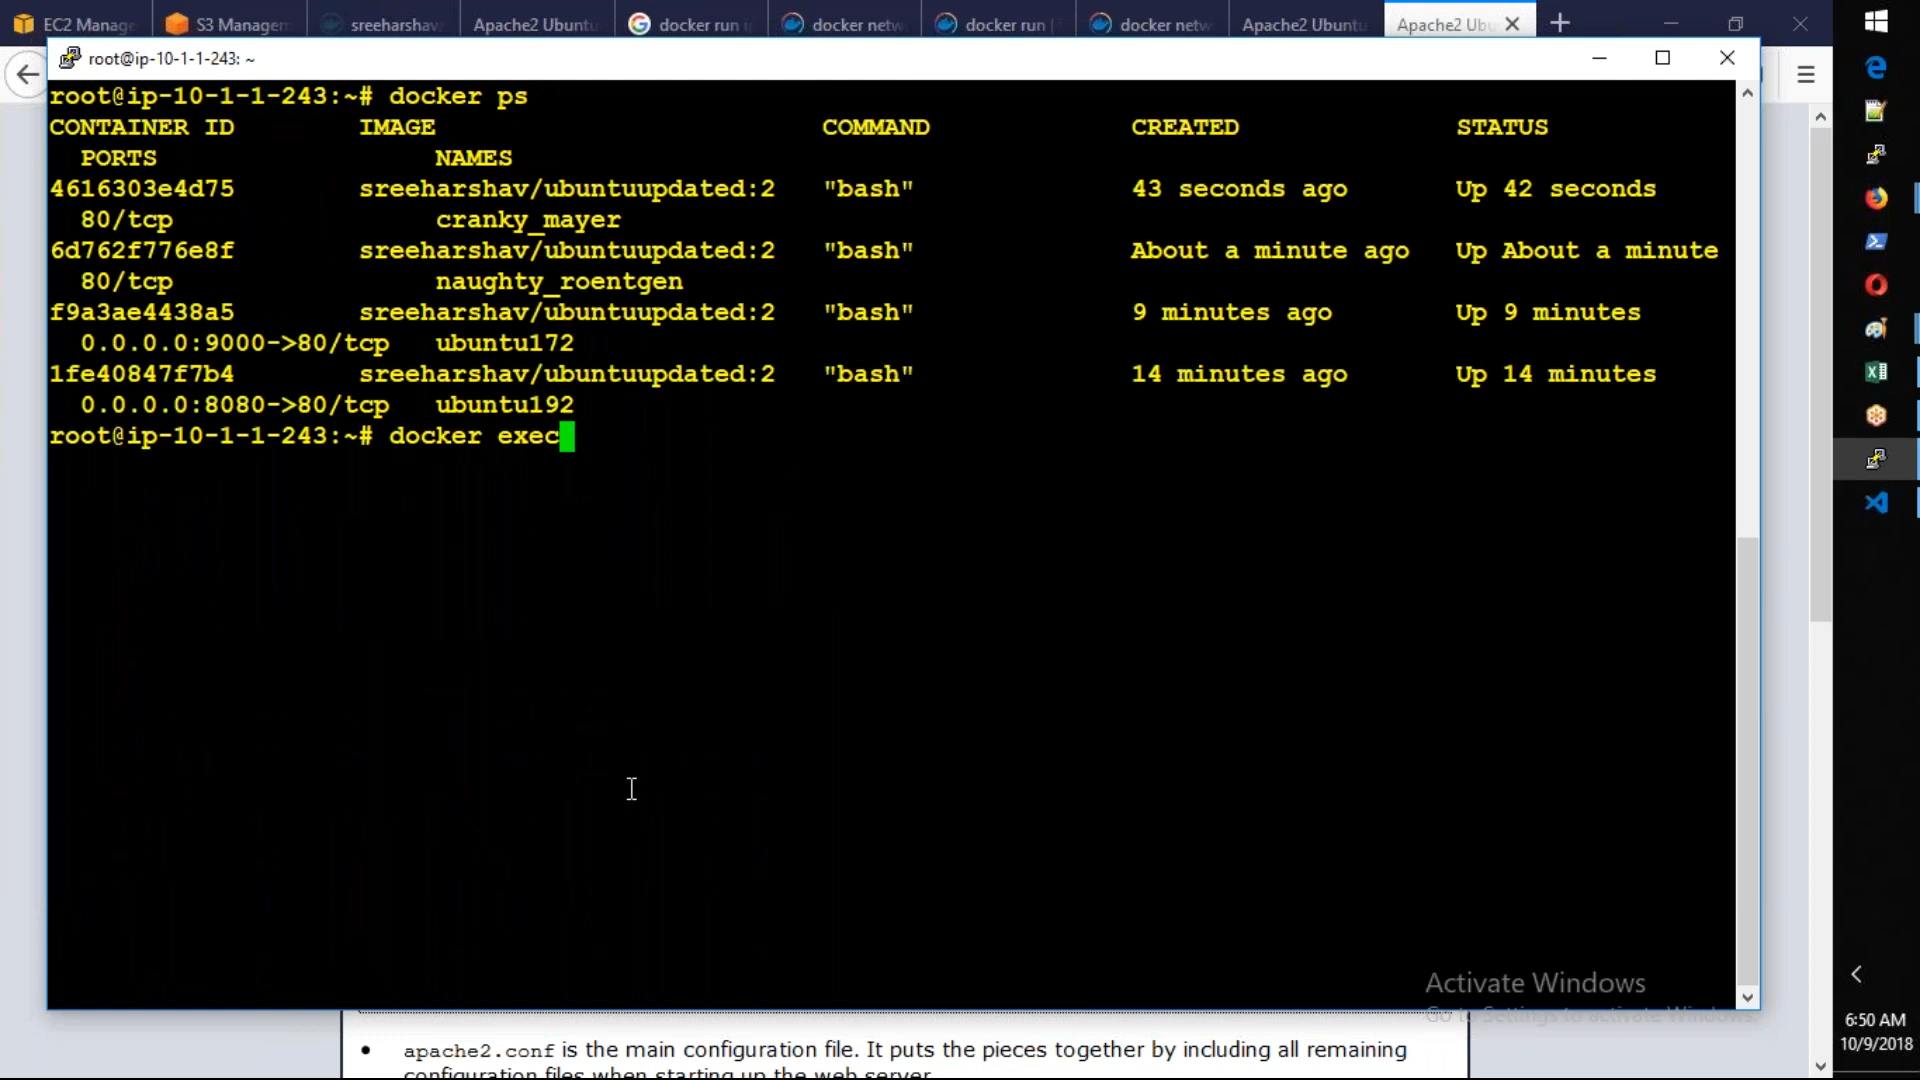 EC2 Manage
S3 Managem
sreeharshav
Apache2 Ubuntu
docker run i
docker netw
docker run |
docker netw
Apache2 Ubuntu
Apache2 Ubu
root@ip-10-1-1-243: ~
root@ip-10-1-1-243:~# docker ps
CONTAINER ID IMAGE COMMAND CREATED STATUS
PORTS NAMES
4616303e4d75 sreeharshav/ubuntuupdated:2 "bash" 43 seconds ago Up 42 seconds
80/tcp cranky_mayer
6d762f776e8f sreeharshav/ubuntuupdated:2 "bash" About a minute ago Up About a minute
80/tcp naughty_roentgen
f9a3ae4438a5 sreeharshav/ubuntuupdated:2 "bash" 9 minutes ago Up 9 minutes
0.0.0.0:9000->80/tcp ubuntu172
1fe40847f7b4 sreeharshav/ubuntuupdated:2 "bash" 14 minutes ago Up 14 minutes
0.0.0.0:8080->80/tcp ubuntu192
root@ip-10-1-1-243:~# docker exec
Activate Windows
Go to Settings to activate Windows.
apache2.conf is the main configuration file. It puts the pieces together by including all remaining
configuration files when starting up the web server.
6:50 AM
10/9/2018